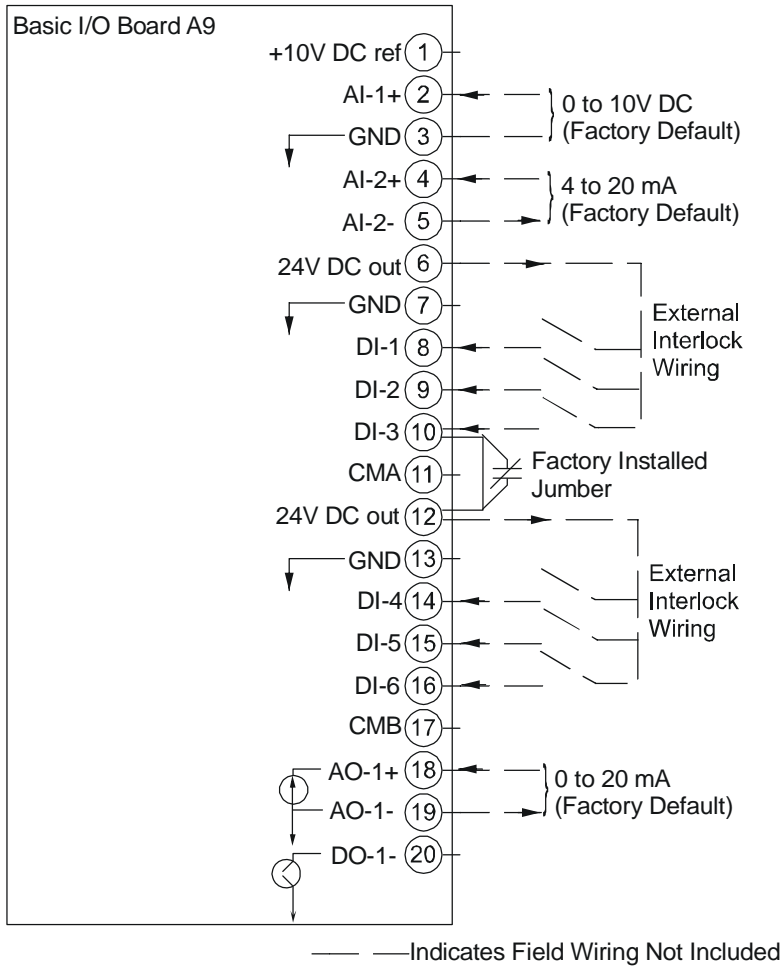 Basic I/O Board A9
+10V DC ref 1
AI-1+ 2
0 to 10V DC
(Factory Default)
GND 3
AI-2+ 4
4 to 20 mA
(Factory Default)
AI-2- 5
24V DC out 6
GND 7
External
Interlock
Wiring
DI-1 8
DI-2 9
DI-3 10
CMA 11
Factory Installed
Jumber
24V DC out 12
GND 13
External
Interlock
Wiring
DI-4 14
DI-5 15
DI-6 16
CMB 17
AO-1+ 18
0 to 20 mA
(Factory Default)
AO-1- 19
DO-1- 20
Indicates Field Wiring Not Included